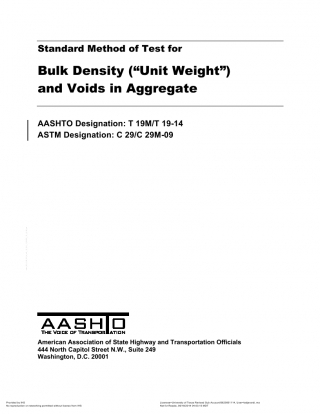 Standard Method of Test for
Bulk Density (“Unit Weight”)
and Voids in Aggregate
AASHTO Designation: T 19M/T 19-14
ASTM Designation: C 29/C 29M-09
AASHTO
THE VOICE OF TRANSPORTATION
American Association of State Highway and Transportation Officials
444 North Capitol Street N.W., Suite 249
Washington, D.C. 20001